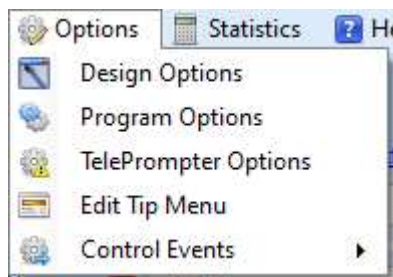 Options Statistics
Design Options
Program Options
TelePrompter Options
Edit Tip Menu
Control Events